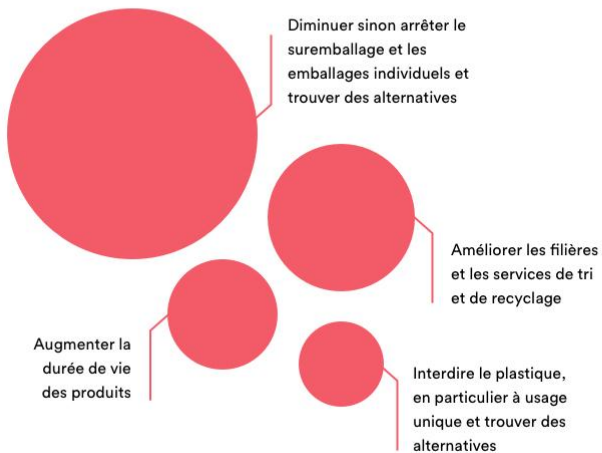 Diminuer sinon arrêter le
suremballage et les
emballages individuels et
trouver des alternatives
Améliorer les filières
et les services de tri
et de recyclage
Augmenter la
durée de vie
des produits
Interdire le plastique,
en particulier à usage
unique et trouver des
alternatives